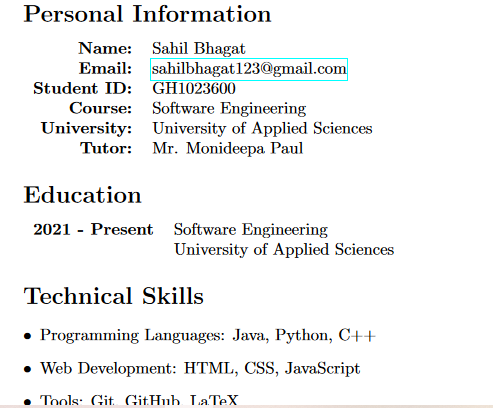 Personal Information
Name: Sahil Bhagat
Email: sahilbhagat123@gmail.com
Student ID: GH1023600
Course: Software Engineering
University: University of Applied Sciences
Tutor: Mr. Monideepa Paul
Education
2021 - Present Software Engineering
University of Applied Sciences
Technical Skills
• Programming Languages: Java, Python, C++
• Web Development: HTML, CSS, JavaScript
• Tools: Git, GitHub, LaTeX